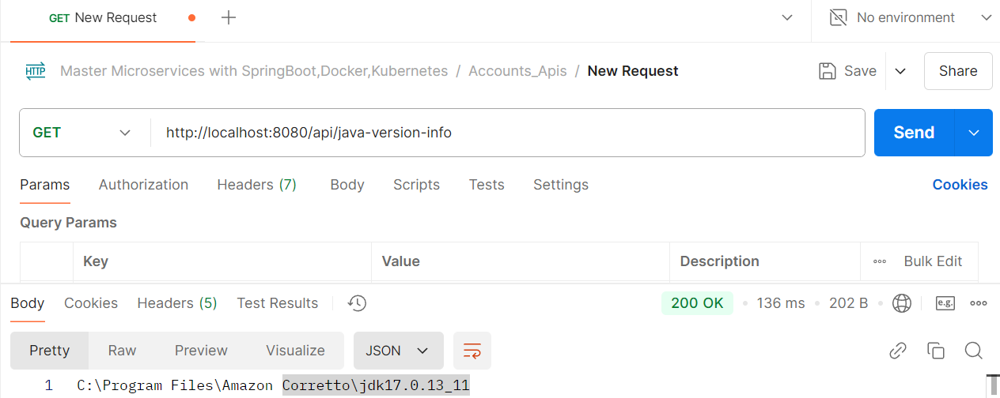 GET New Request
No environment
HTTP Master Microservices with SpringBoot,Docker,Kubernetes / Accounts_Apis / New Request
Save
Share
GET
http://localhost:8080/api/java-version-info
Send
Params Authorization Headers (7) Body Scripts Tests Settings
Cookies
Query Params
Key Value Description Bulk Edit
Body Cookies Headers (5) Test Results
200 OK 136 ms 202 B e.g.
Pretty Raw Preview Visualize JSON
1 C:\Program Files\Amazon Corretto\jdk17.0.13_11